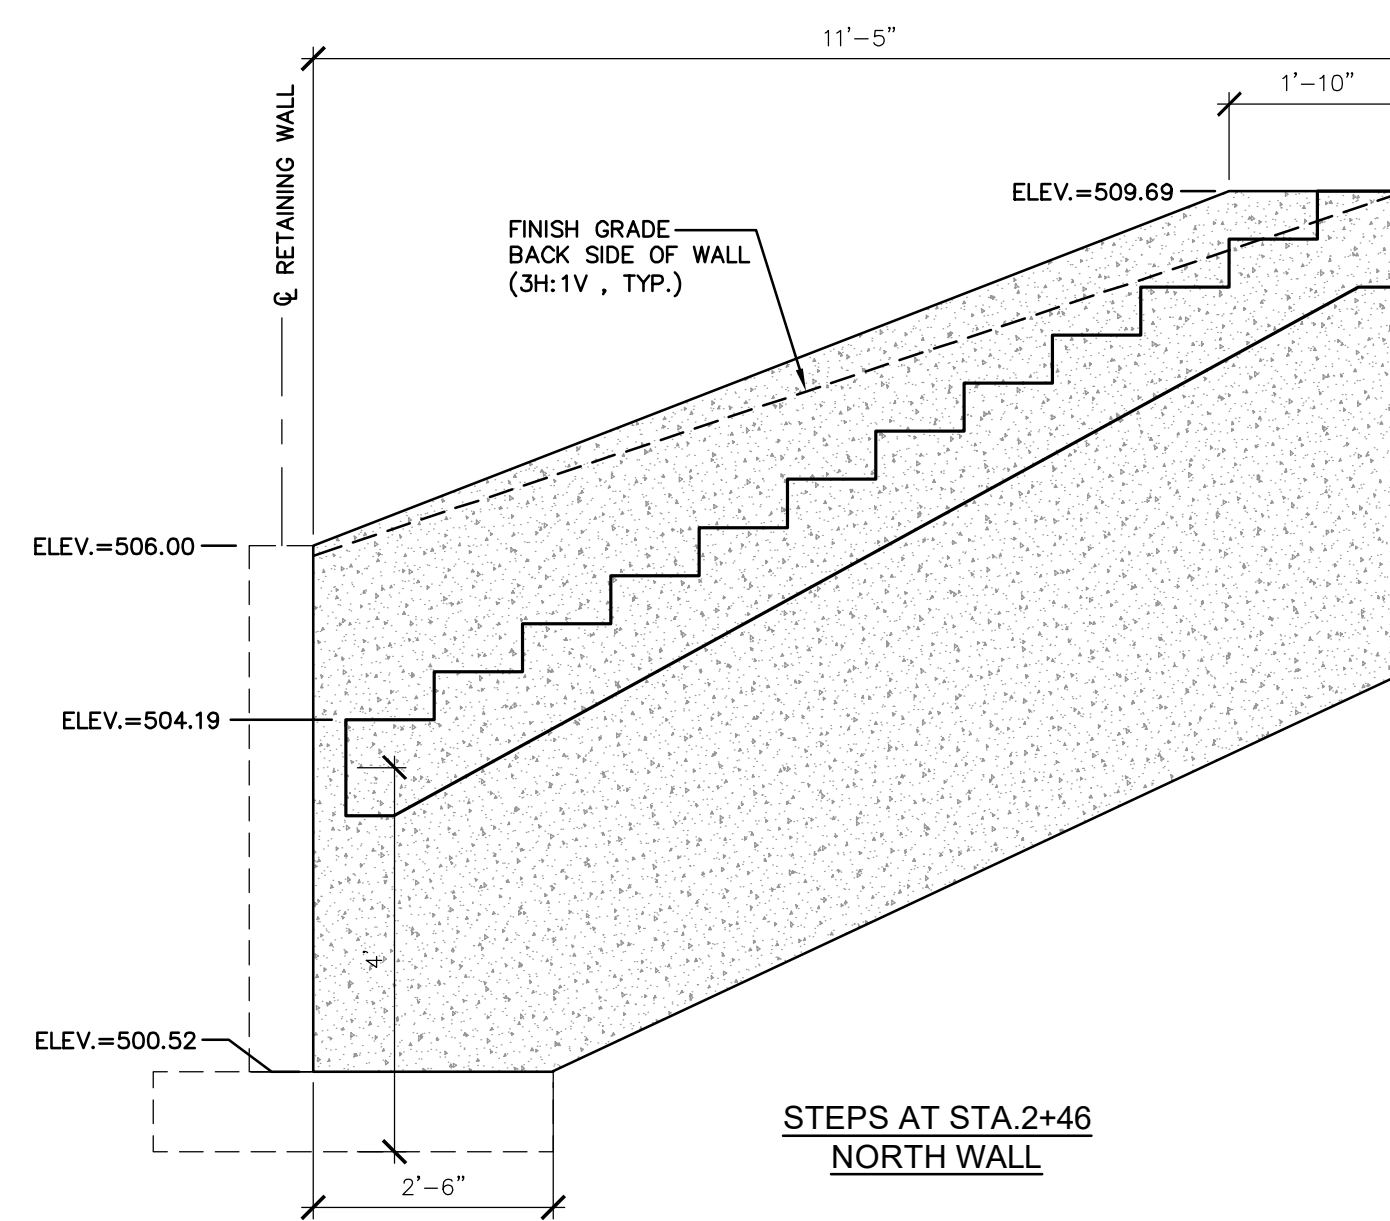 11'-5"
1'-10"
℄ RETAINING WALL
ELEV.=509.69
FINISH GRADE
BACK SIDE OF WALL
(3H:1V , TYP.)
ELEV.=506.00
ELEV.=504.19
4'
ELEV.=500.52
STEPS AT STA.2+46
NORTH WALL
2'-6"